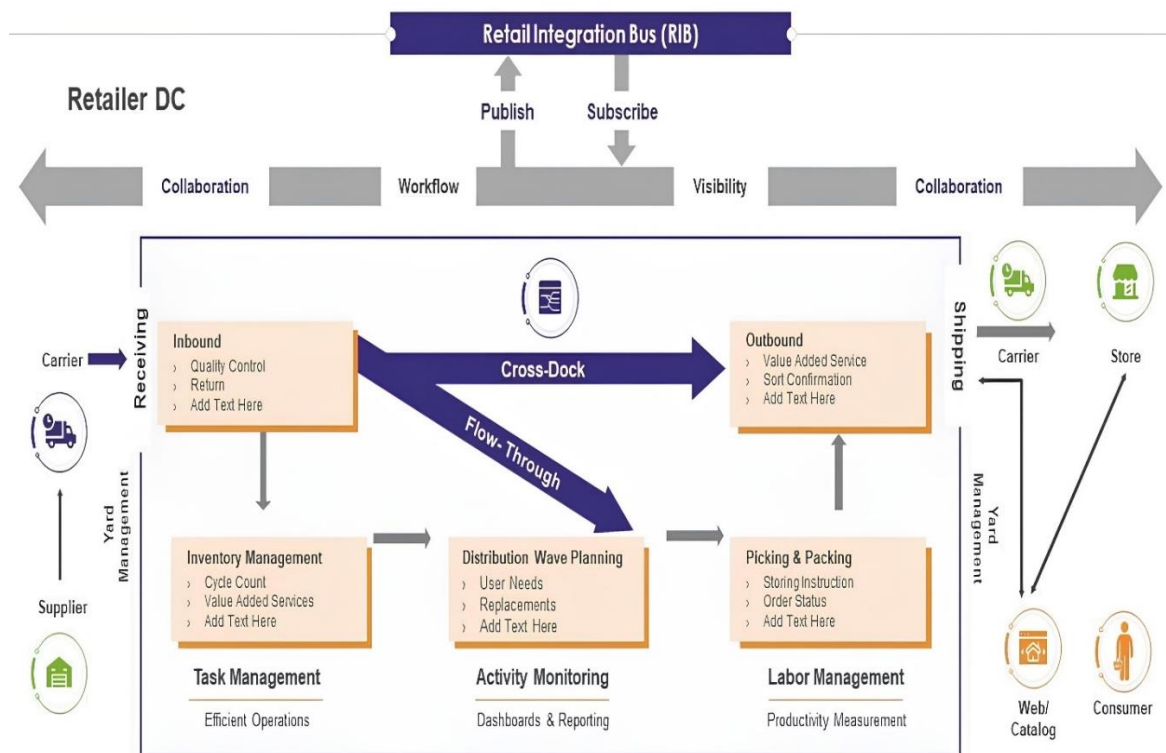 Retail Integration Bus (RIB)
Retailer DC
Publish
Subscribe
Collaboration
Workflow
Visibility
Collaboration
Receiving
Shipping
Inbound
› Quality Control
› Return
› Add Text Here
Cross-Dock
Flow- Through
Outbound
› Value Added Service
› Sort Confirmation
› Add Text Here
Carrier
Carrier
Store
Yard
Management
Yard
Management
Supplier
Inventory Management
› Cycle Count
› Value Added Services
› Add Text Here
Distribution Wave Planning
› User Needs
› Replacements
› Add Text Here
Picking & Packing
› Storing Instruction
› Order Status
› Add Text Here
Task Management
Efficient Operations
Activity Monitoring
Dashboards & Reporting
Labor Management
Productivity Measurement
Web/
Catalog
Consumer